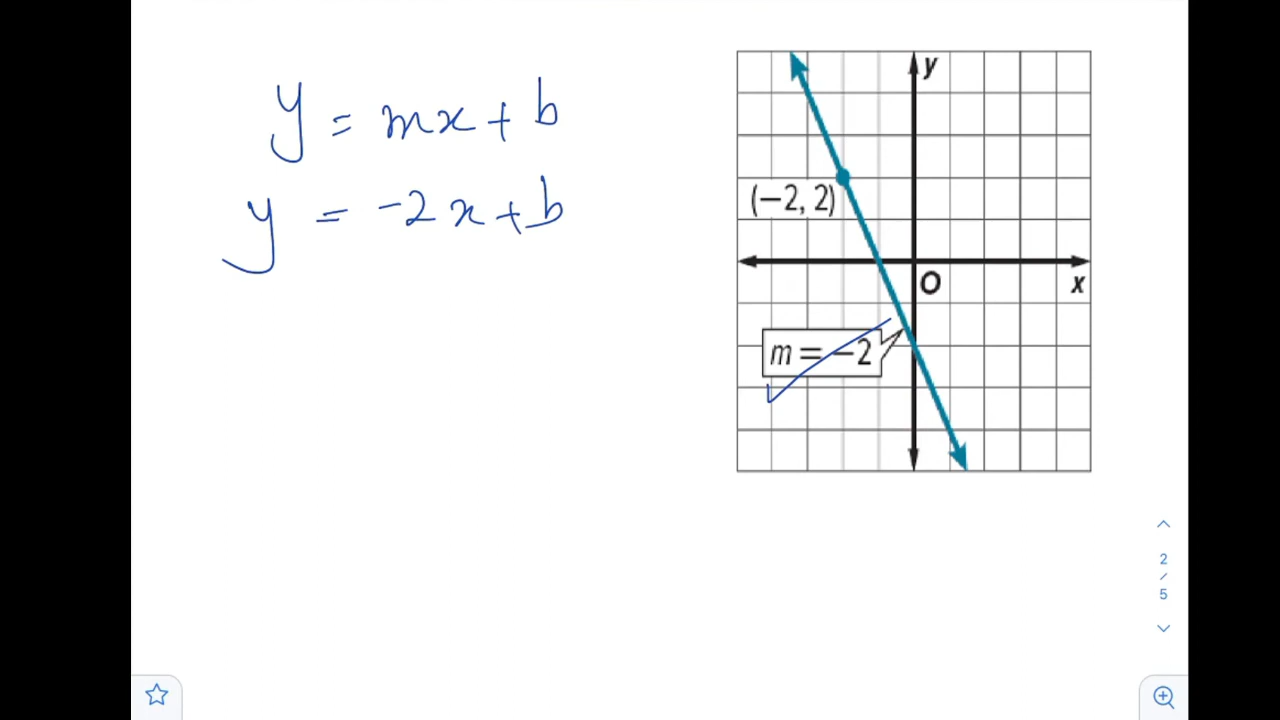 y = mx + b
y = -2x + b
y
(−2, 2)
O
x
m = −2
2
/
5